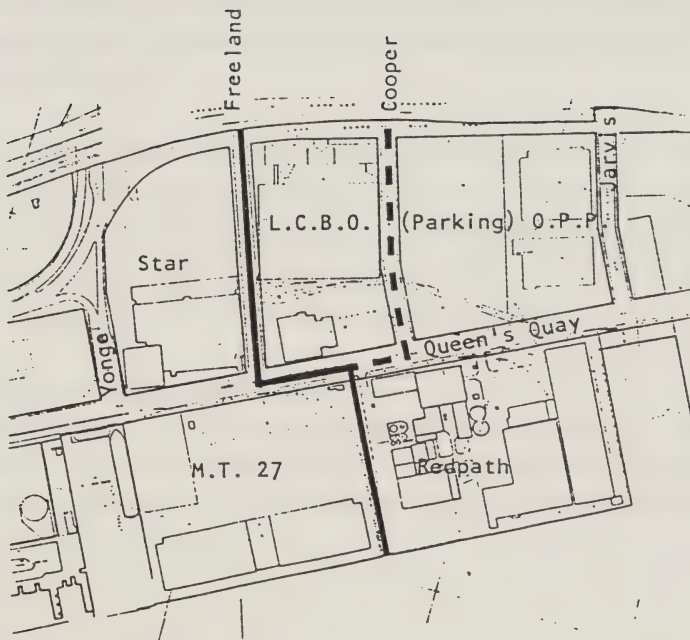 Freeland
Cooper
Jarvis
L.C.B.O.
(Parking) O.P.P.
Star
Yonge
Queen's Quay
M.T. 27
Redpath